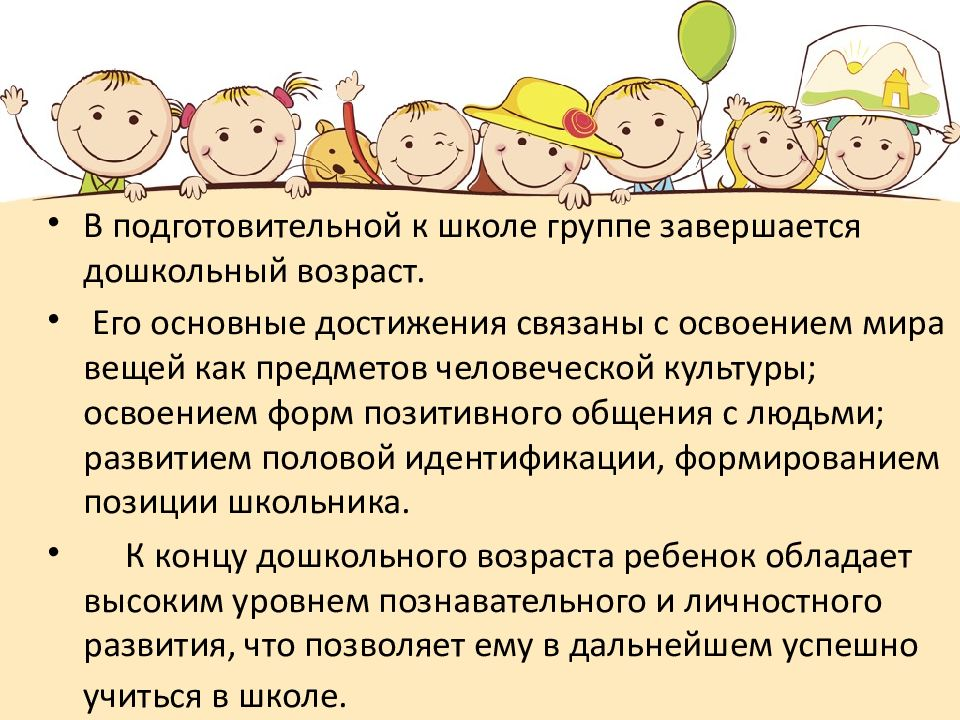 • В подготовительной к школе группе завершается
дошкольный возраст.
• Его основные достижения связаны с освоением мира
вещей как предметов человеческой культуры;
освоением форм позитивного общения с людьми;
развитием половой идентификации, формированием
позиции школьника.
• К концу дошкольного возраста ребенок обладает
высоким уровнем познавательного и личностного
развития, что позволяет ему в дальнейшем успешно
учиться в школе.